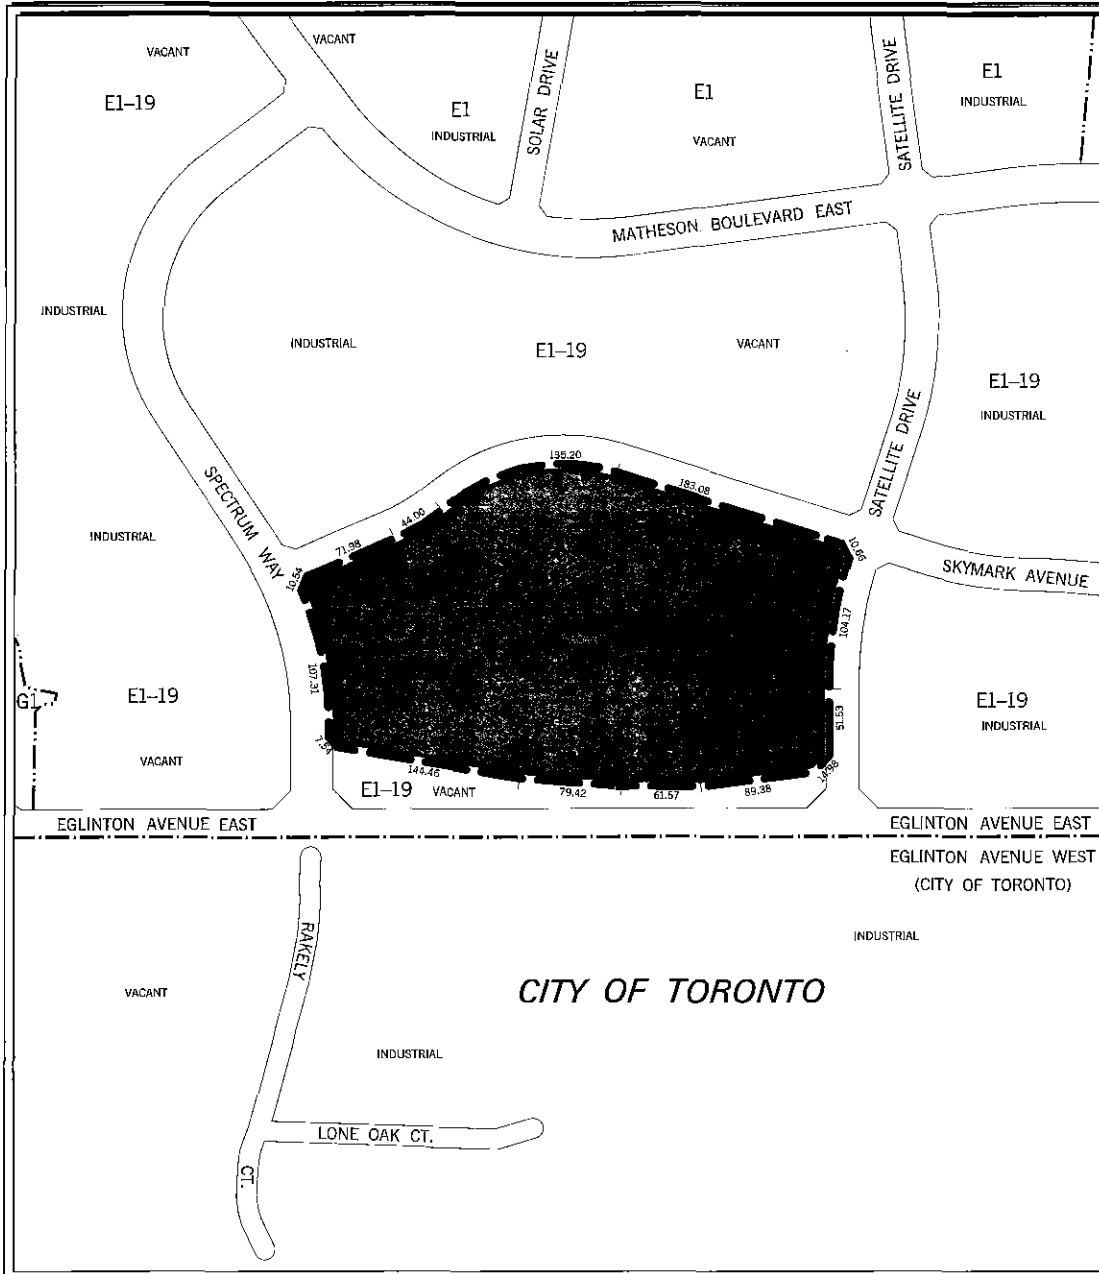 VACANT
VACANT
E1–19
E1
INDUSTRIAL
SOLAR DRIVE
E1
VACANT
SATELLITE DRIVE
E1
INDUSTRIAL
MATHESON BOULEVARD EAST
INDUSTRIAL
INDUSTRIAL
E1–19
VACANT
E1–19
INDUSTRIAL
SATELLITE DRIVE
SPECTRUM WAY
135.20
183.08
44.00
71.98
10.54
10.66
INDUSTRIAL
SKYMARK AVENUE
104.17
107.31
51.53
G1
E1–19
VACANT
E1–19
INDUSTRIAL
7.54
144.46
79.42
61.57
89.38
14.98
E1–19
VACANT
EGLINTON AVENUE EAST
EGLINTON AVENUE EAST
EGLINTON AVENUE WEST
(CITY OF TORONTO)
RAKELY
CT.
INDUSTRIAL
VACANT
CITY OF TORONTO
INDUSTRIAL
LONE OAK CT.